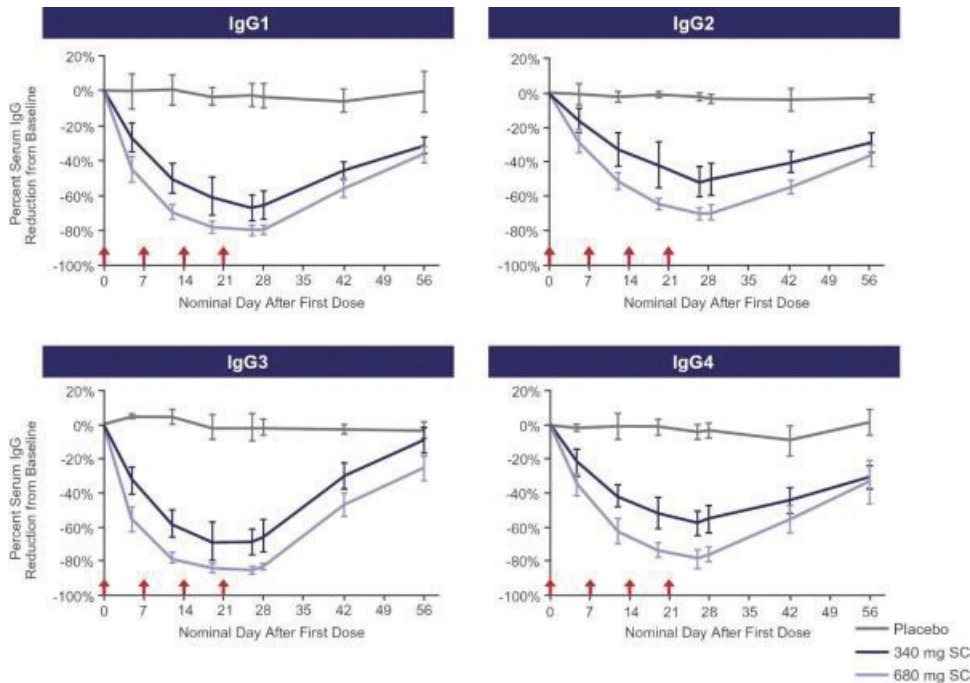 IgG1
Percent Serum IgG
Reduction from Baseline
20%
0%
-20%
-40%
-60%
-80%
-100%
0 7 14 21 28 35 42 49 56
Nominal Day After First Dose
IgG2
20%
0%
-20%
-40%
-60%
-80%
-100%
0 7 14 21 28 35 42 49 56
Nominal Day After First Dose
IgG3
Percent Serum IgG
Reduction from Baseline
20%
0%
-20%
-40%
-60%
-80%
-100%
0 7 14 21 28 35 42 49 56
Nominal Day After First Dose
IgG4
20%
0%
-20%
-40%
-60%
-80%
-100%
0 7 14 21 28 35 42 49 56
Nominal Day After First Dose
Placebo
340 mg SC
680 mg SC